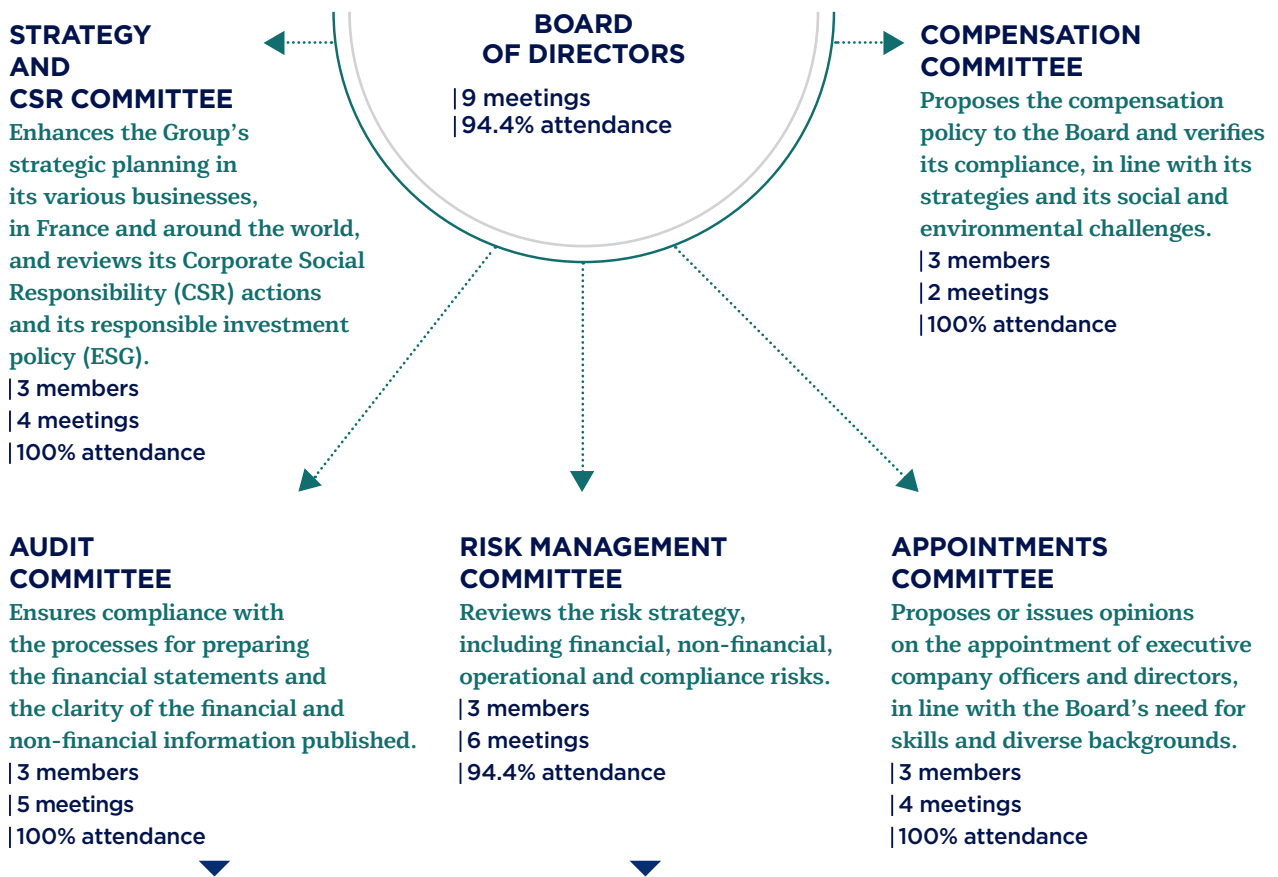 BOARD
OF DIRECTORS
|9 meetings
|94.4% attendance
STRATEGY
AND
CSR COMMITTEE
Enhances the Group’s
strategic planning in
its various businesses,
in France and around the world,
and reviews its Corporate Social
Responsibility (CSR) actions
and its responsible investment
policy (ESG).
|3 members
|4 meetings
|100% attendance
COMPENSATION
COMMITTEE
Proposes the compensation
policy to the Board and verifies
its compliance, in line with its
strategies and its social and
environmental challenges.
|3 members
|2 meetings
|100% attendance
AUDIT
COMMITTEE
Ensures compliance with
the processes for preparing
the financial statements and
the clarity of the financial and
non-financial information published.
|3 members
|5 meetings
|100% attendance
RISK MANAGEMENT
COMMITTEE
Reviews the risk strategy,
including financial, non-financial,
operational and compliance risks.
|3 members
|6 meetings
|94.4% attendance
APPOINTMENTS
COMMITTEE
Proposes or issues opinions
on the appointment of executive
company officers and directors,
in line with the Board’s need for
skills and diverse backgrounds.
|3 members
|4 meetings
|100% attendance